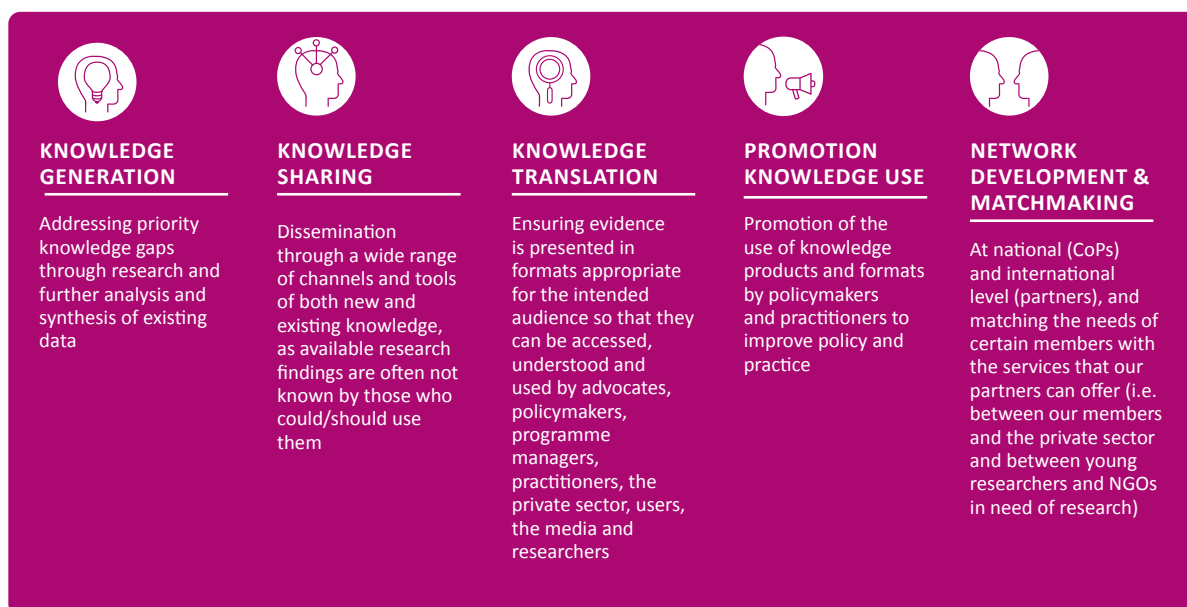 KNOWLEDGE
GENERATION
Addressing priority
knowledge gaps
through research and
further analysis and
synthesis of existing
data
KNOWLEDGE
SHARING
Dissemination
through a wide range
of channels and tools
of both new and
existing knowledge,
as available research
findings are often not
known by those who
could/should use
them
KNOWLEDGE
TRANSLATION
Ensuring evidence
is presented in
formats appropriate
for the intended
audience so that they
can be accessed,
understood and
used by advocates,
policymakers,
programme
managers,
practitioners, the
private sector, users,
the media and
researchers
PROMOTION
KNOWLEDGE USE
Promotion of the
use of knowledge
products and formats
by policymakers
and practitioners to
improve policy and
practice
NETWORK
DEVELOPMENT &
MATCHMAKING
At national (CoPs)
and international
level (partners), and
matching the needs of
certain members with
the services that our
partners can offer (i.e.
between our members
and the private sector
and between young
researchers and NGOs
in need of research)